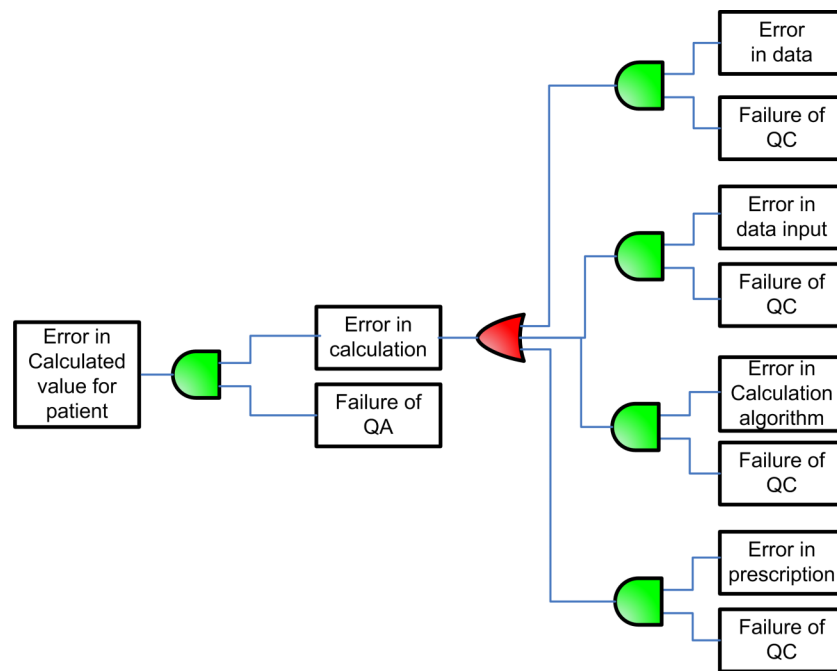 Error
in data
Failure of
QC
Error in
data input
Failure of
QC
Error in
Calculated
value for
patient
Error in
calculation
Failure of
QA
Error in
Calculation
algorithm
Failure of
QC
Error in
prescription
Failure of
QC